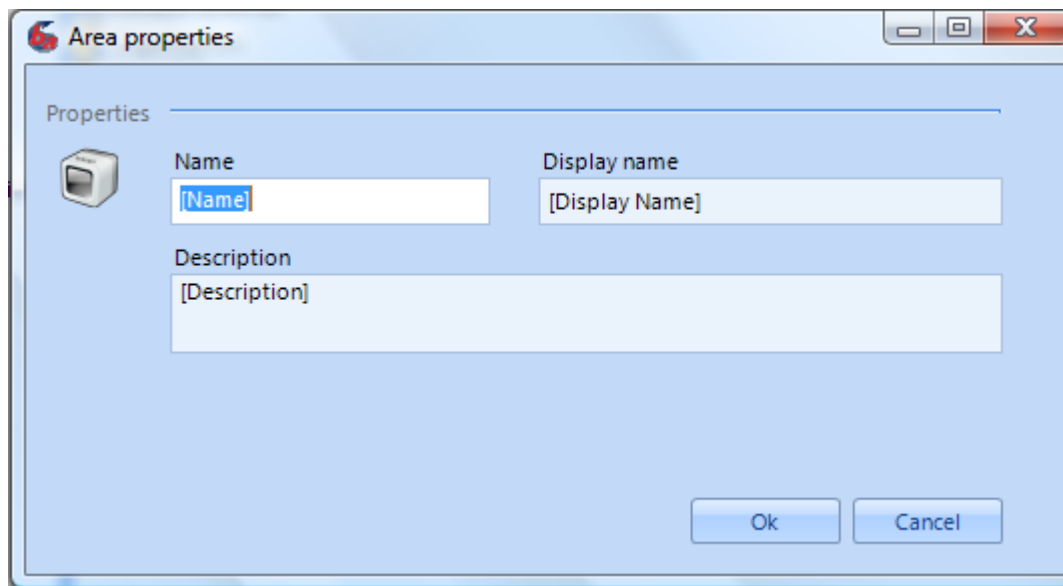 Area properties
Properties
Name
Display name
[Name]
[Display Name]
Description
[Description]
Ok
Cancel